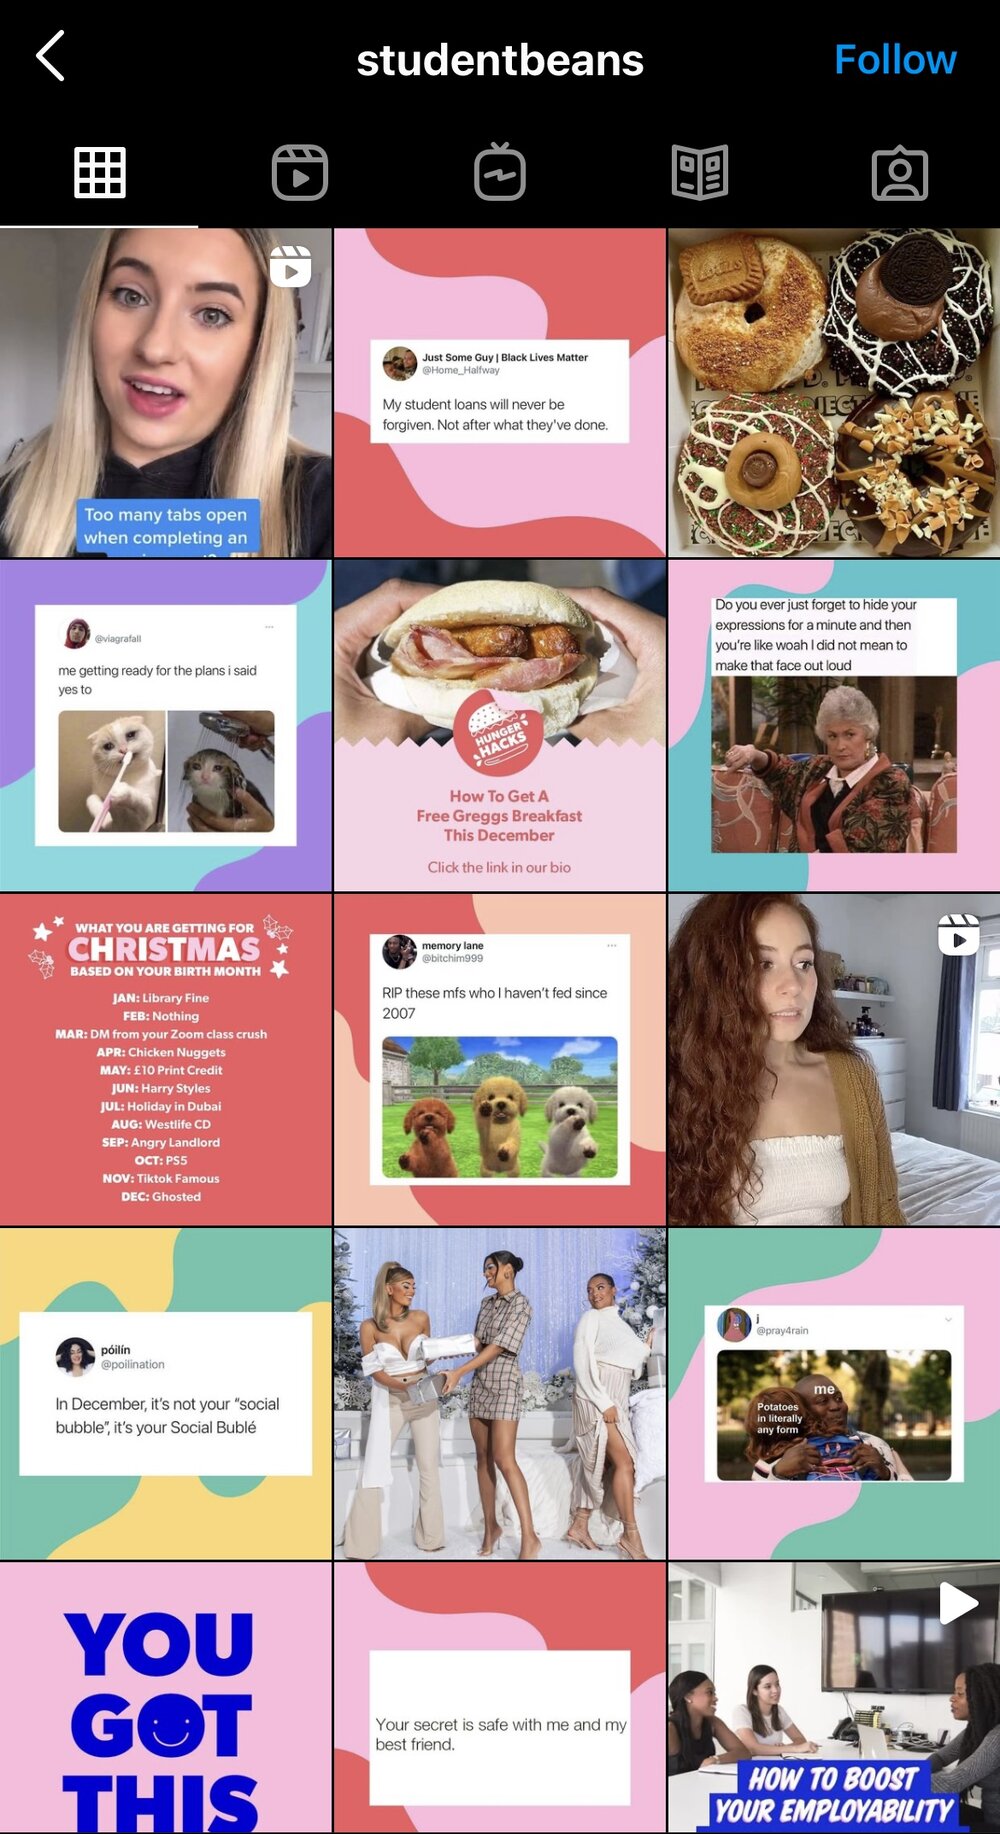 studentbeans
Follow
Too many tabs open
when completing an
Just Some Guy | Black Lives Matter
@Home_Halfway
My student loans will never be
forgiven. Not after what they've done.
@viagrafall
me getting ready for the plans i said
yes to
HUNGER
HACKS
How To Get A
Free Greggs Breakfast
This December
Click the link in our bio
Do you ever just forget to hide your
expressions for a minute and then
you're like woah I did not mean to
make that face out loud
WHAT YOU ARE GETTING FOR
CHRISTMAS
BASED ON YOUR BIRTH MONTH
JAN: Library Fine
FEB: Nothing
MAR: DM from your Zoom class crush
APR: Chicken Nuggets
MAY: £10 Print Credit
JUN: Harry Styles
JUL: Holiday in Dubai
AUG: Westlife CD
SEP: Angry Landlord
OCT: PS5
NOV: Tiktok Famous
DEC: Ghosted
memory lane
@bitchim999
RIP these mfs who I haven't fed since
2007
póilín
@poilination
In December, it's not your "social
bubble", it's your Social Bublé
j
@pray4rain
me
Potatoes
in literally
any form
YOU
GOT
THIS
Your secret is safe with me and my
best friend.
HOW TO BOOST
YOUR EMPLOYABILITY